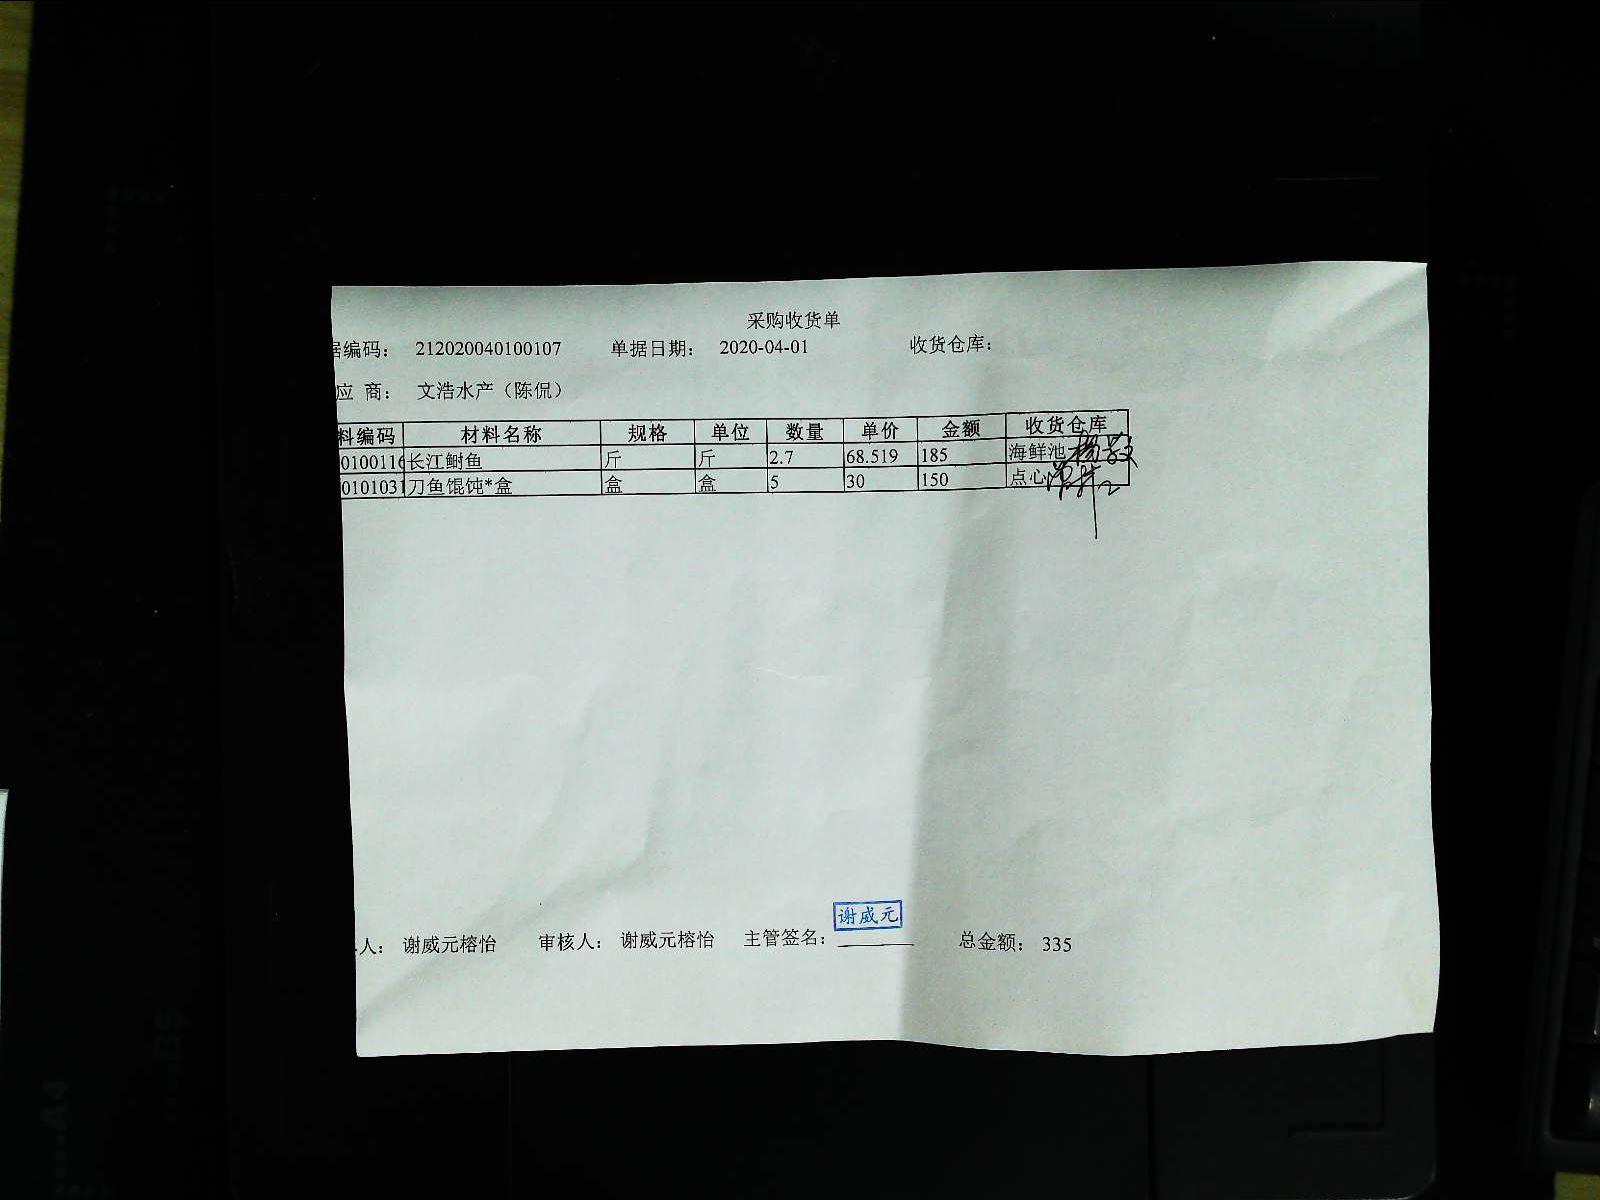 采购收货单
据编码： 212020040100107 单据日期： 2020-04-01 收货仓库：
应 商： 文浩水产（陈侃）
料编码 材料名称 规格 单位 数量 单价 金额 收货仓库
0100116 长江鲥鱼 斤 斤 2.7 68.519 185 海鲜池
0101031 刀鱼馄饨*盒 盒 盒 5 30 150 点心
谢威元
人： 谢威元榕怡 审核人： 谢威元榕怡 主管签名： 总金额： 335